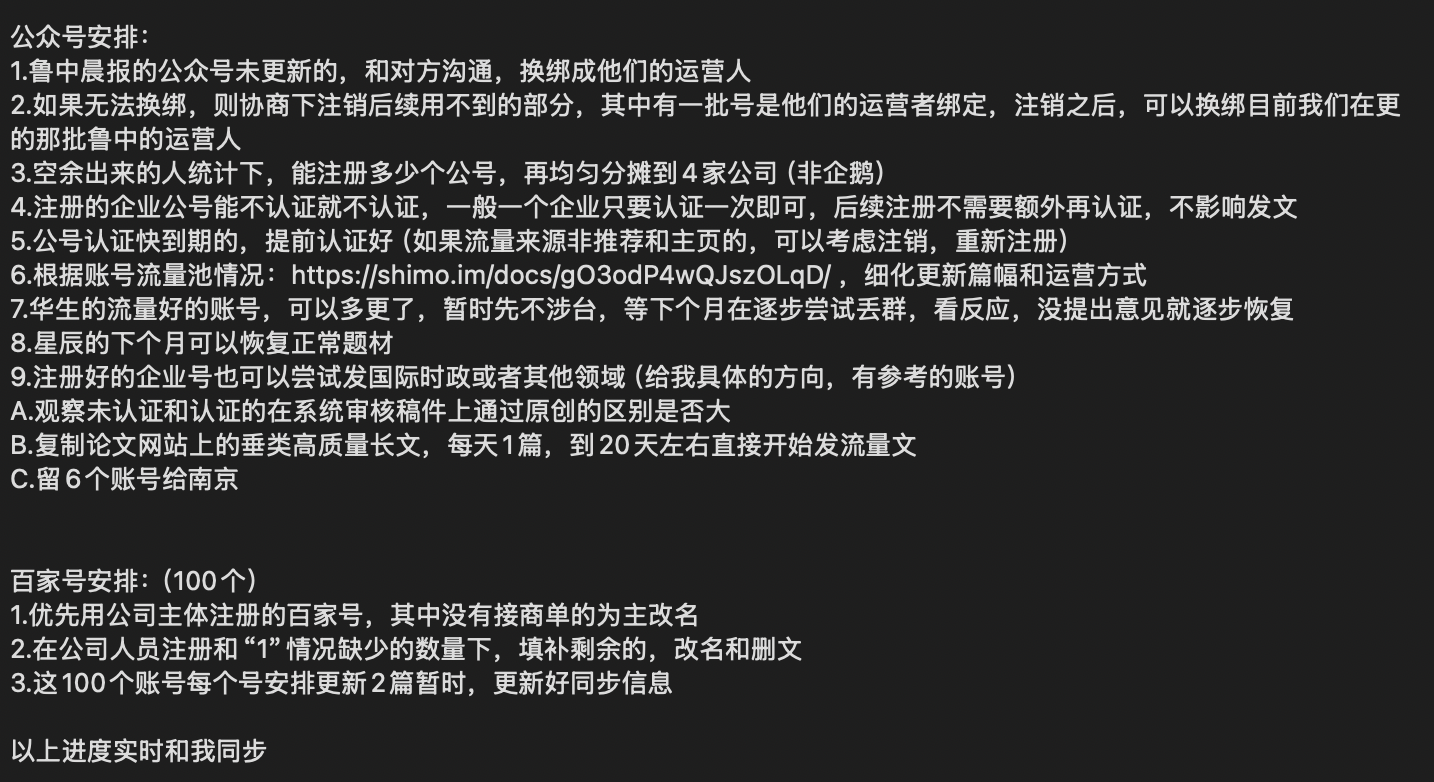 公众号安排：
1.鲁中晨报的公众号未更新的，和对方沟通，换绑成他们的运营人
2.如果无法换绑，则协商下注销后续用不到的部分，其中有一批号是他们的运营者绑定，注销之后，可以换绑目前我们在更
的那批鲁中的运营人
3.空余出来的人统计下，能注册多少个公号，再均匀分摊到4家公司（非企鹅）
4.注册的企业公号能不认证就不认证，一般一个企业只要认证一次即可，后续注册不需要额外再认证，不影响发文
5.公号认证快到期的，提前认证好（如果流量来源非推荐和主页的，可以考虑注销，重新注册）
6.根据账号流量池情况：https://shimo.im/docs/gO3odP4wQJszOLqD/ ，细化更新篇幅和运营方式
7.华生的流量好的账号，可以多更了，暂时先不涉台，等下个月在逐步尝试丢群，看反应，没提出意见就逐步恢复
8.星辰的下个月可以恢复正常题材
9.注册好的企业号也可以尝试发国际时政或者其他领域（给我具体的方向，有参考的账号）
A.观察未认证和认证的在系统审核稿件上通过原创的区别是否大
B.复制论文网站上的垂类高质量长文，每天1篇，到20天左右直接开始发流量文
C.留6个账号给南京
百家号安排：（100个）
1.优先用公司主体注册的百家号，其中没有接商单的为主改名
2.在公司人员注册和“1”情况缺少的数量下，填补剩余的，改名和删文
3.这100个账号每个号安排更新2篇暂时，更新好同步信息
以上进度实时和我同步